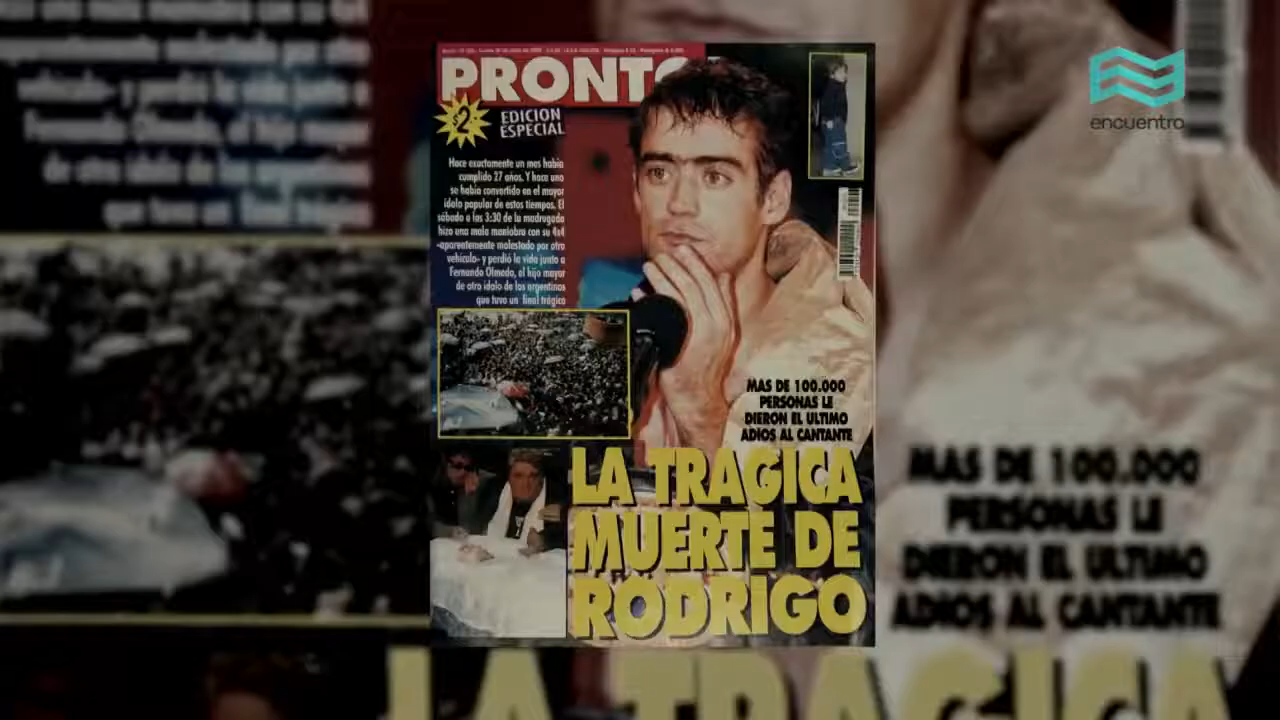 PRONTO
$2
EDICION
ESPECIAL
Hace exactamente un mes había
cumplido 27 años. Y hace uno
se había convertido en el mayor
ídolo popular de estos tiempos. El
sábado a las 3:30 de la madrugada
hizo una mala maniobra con su 4x4
-aparentemente molestado por otro
vehículo- y perdió la vida junto a
Fernando Olmedo, el hijo mayor
de otro ídolo de los argentinos
que tuvo un final trágico
MAS DE 100.000
PERSONAS LE
DIERON EL ULTIMO
ADIOS AL CANTANTE
LA TRAGICA
MUERTE DE
RODRIGO
encuentro
MAS DE 100.000
PERSONAS LE
DIERON EL ULTIMO
ADIOS AL CANTANTE
LA TRAGICA